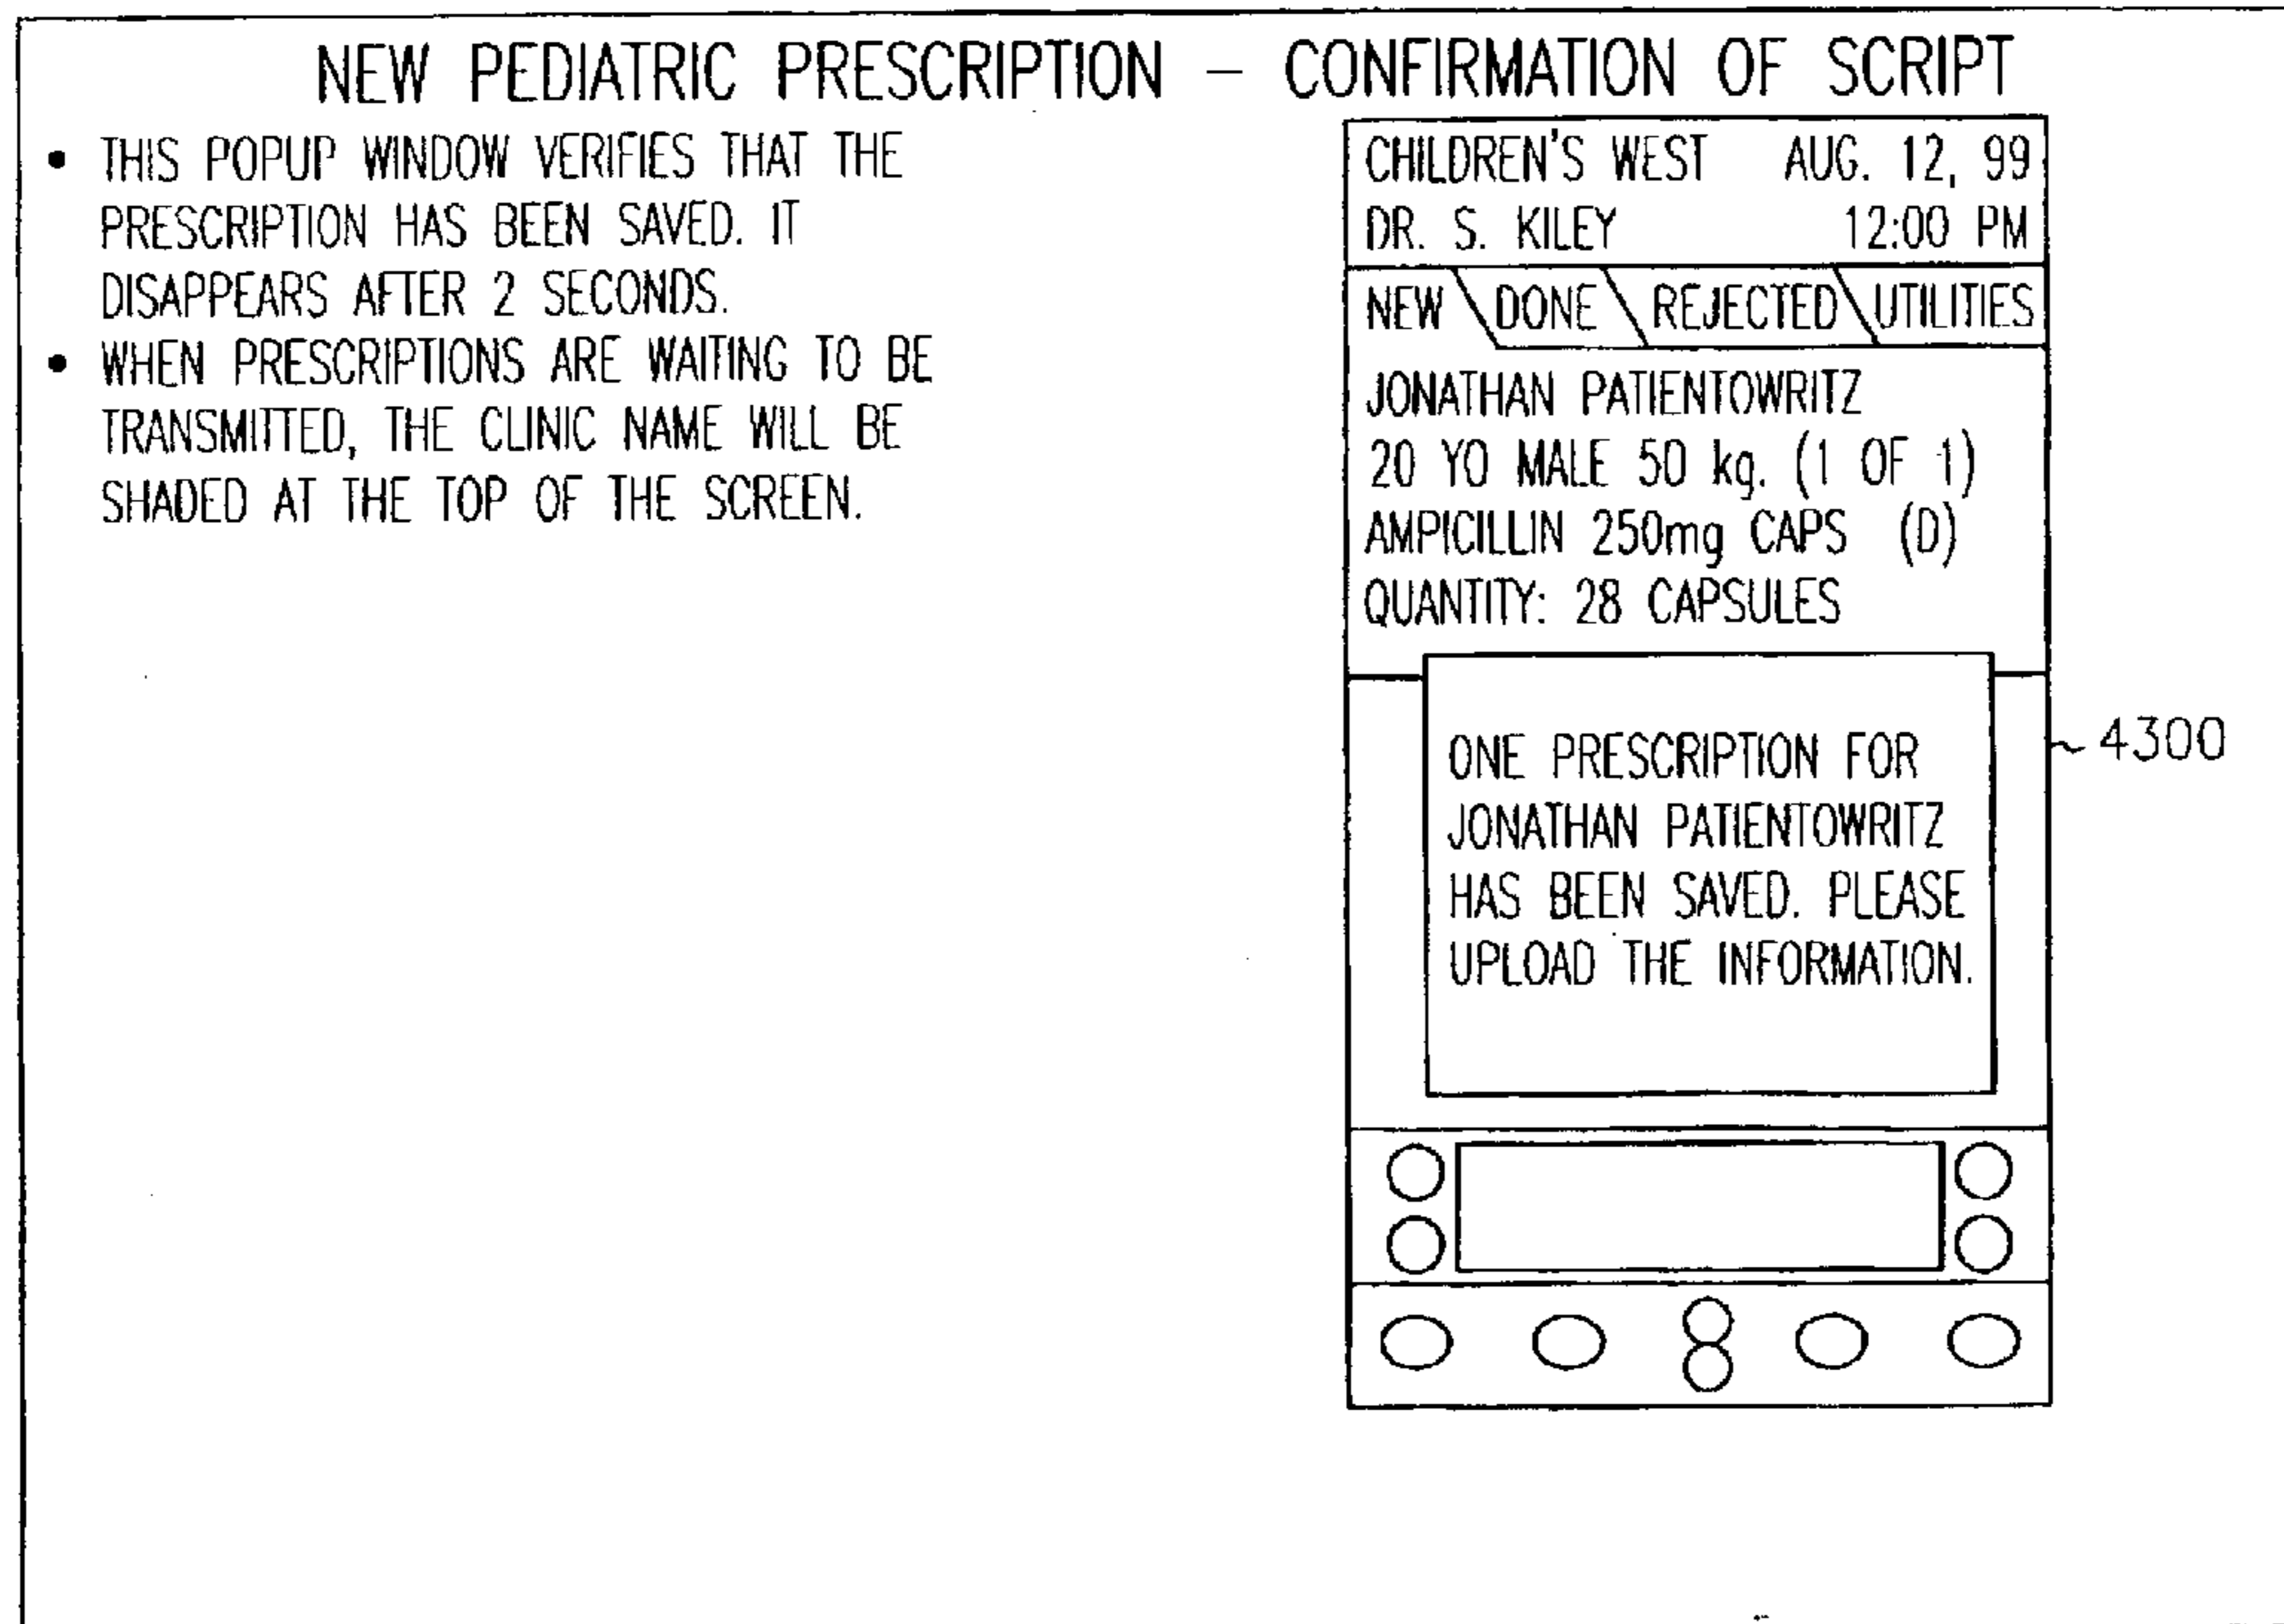 NEW PEDIATRIC PRESCRIPTION – CONFIRMATION OF SCRIPT
• THIS POPUP WINDOW VERIFIES THAT THE
PRESCRIPTION HAS BEEN SAVED. IT
DISAPPEARS AFTER 2 SECONDS.
• WHEN PRESCRIPTIONS ARE WAITING TO BE
TRANSMITTED, THE CLINIC NAME WILL BE
SHADED AT THE TOP OF THE SCREEN.
CHILDREN'S WEST AUG. 12, 99
DR. S. KILEY 12:00 PM
NEW DONE REJECTED UTILITIES
JONATHAN PATIENTOWRITZ
20 YO MALE 50 kg. (1 OF 1)
AMPICILLIN 250mg CAPS (D)
QUANTITY: 28 CAPSULES
ONE PRESCRIPTION FOR
JONATHAN PATIENTOWRITZ
HAS BEEN SAVED. PLEASE
UPLOAD THE INFORMATION.
4300